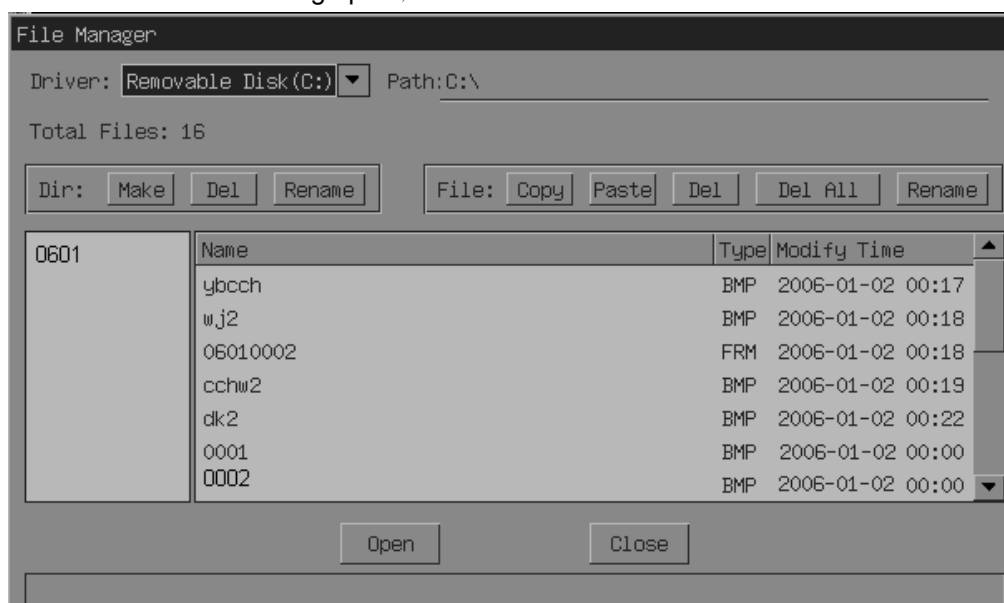 File Manager
Driver: Removable Disk(C:) Path:C:\
Total Files: 16
Dir: Make Del Rename File: Copy Paste Del Del All Rename
0601 Name Type Modify Time
ybcch BMP 2006-01-02 00:17
wj2 BMP 2006-01-02 00:18
06010002 FRM 2006-01-02 00:18
cchw2 BMP 2006-01-02 00:19
dk2 BMP 2006-01-02 00:22
0001 BMP 2006-01-02 00:00
0002 BMP 2006-01-02 00:00
Open Close